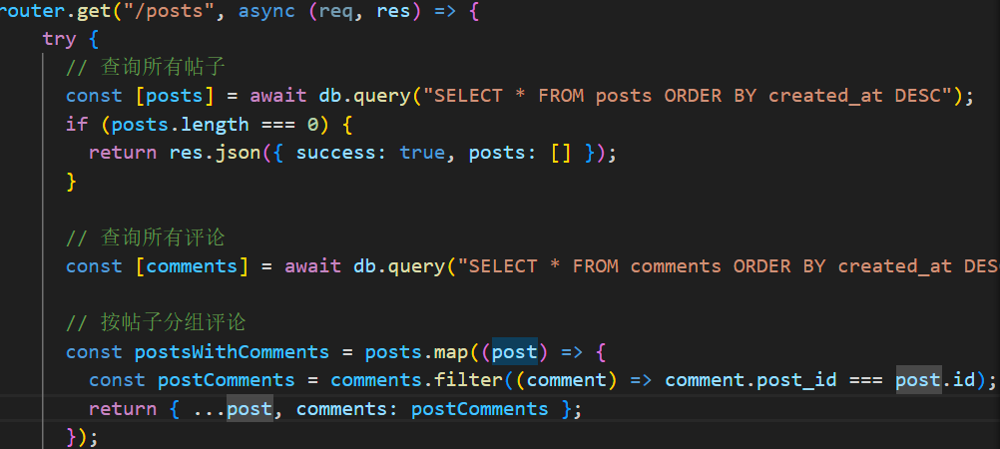 router.get("/posts", async (req, res) => {
try {
// 查询所有帖子
const [posts] = await db.query("SELECT * FROM posts ORDER BY created_at DESC");
if (posts.length === 0) {
return res.json({ success: true, posts: [] });
}
// 查询所有评论
const [comments] = await db.query("SELECT * FROM comments ORDER BY created_at DESC
// 按帖子分组评论
const postsWithComments = posts.map((post) => {
const postComments = comments.filter((comment) => comment.post_id === post.id);
return { ...post, comments: postComments };
});